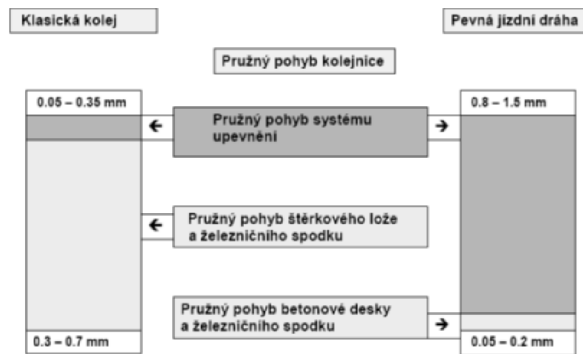 Klasická kolej
Pevná jízdní dráha
Pružný pohyb kolejnice
0.05 – 0.35 mm
0.8 – 1.5 mm
Pružný pohyb systému
upevnění
Pružný pohyb štěrkového lože
a železničního spodku
Pružný pohyb betonové desky
a železničního spodku
0.3 – 0.7 mm
0.05 – 0.2 mm